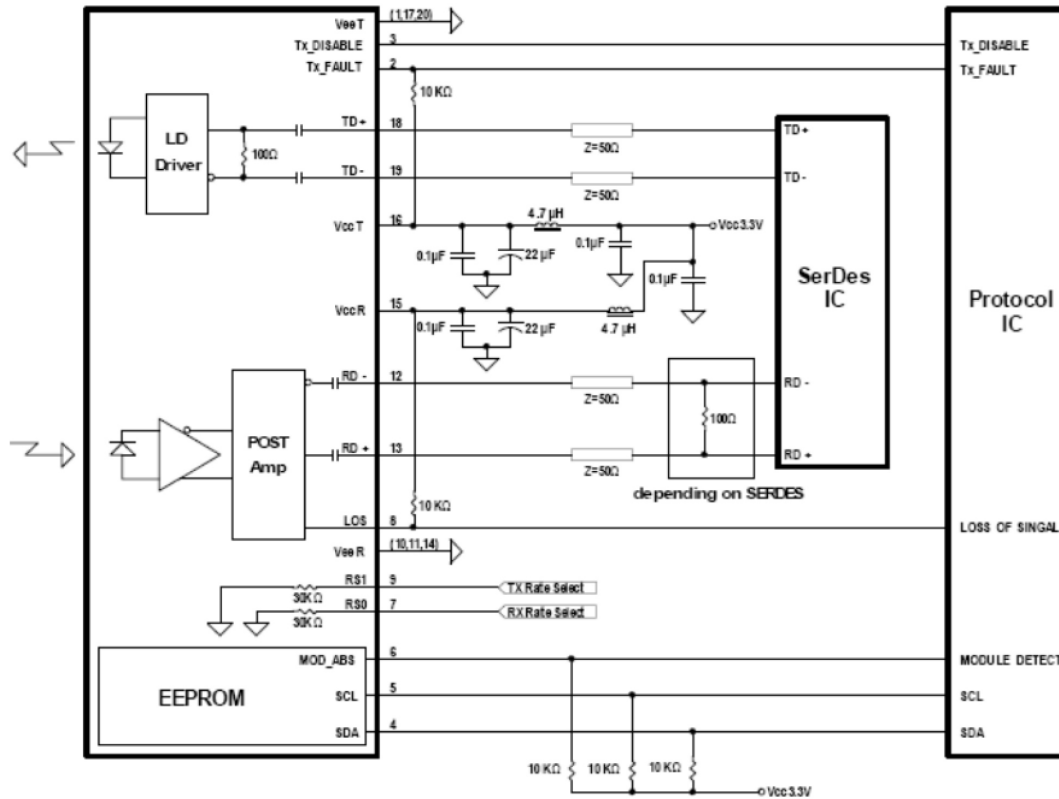 VeeT (1,17,20)
Tx_DISABLE 3 Tx_DISABLE
Tx_FAULT 2 Tx_FAULT
10 KΩ
LD
Driver
100Ω
TD+ 18 TD+
Z=50Ω
TD- 19 TD-
Z=50Ω
VccT 16
4.7 µH
Vcc3.3V
0.1µF
22 µF
0.1µF
0.1µF
SerDes
IC
Protocol
IC
VccR 15
0.1µF
22 µF
4.7 µH
RD - 12 RD -
Z=50Ω
100Ω
POST
Amp
RD + 13 RD +
Z=50Ω
depending on SERDES
10 KΩ
LOS 8 LOSS OF SINGAL
VeeR (10,11,14)
RS1 9 TX Rate Select
30KΩ
RS0 7 RX Rate Select
30KΩ
EEPROM
MOD_ABS 6 MODULE DETECT
SCL 5 SCL
SDA 4 SDA
10 KΩ 10 KΩ 10 KΩ
Vcc3.3V